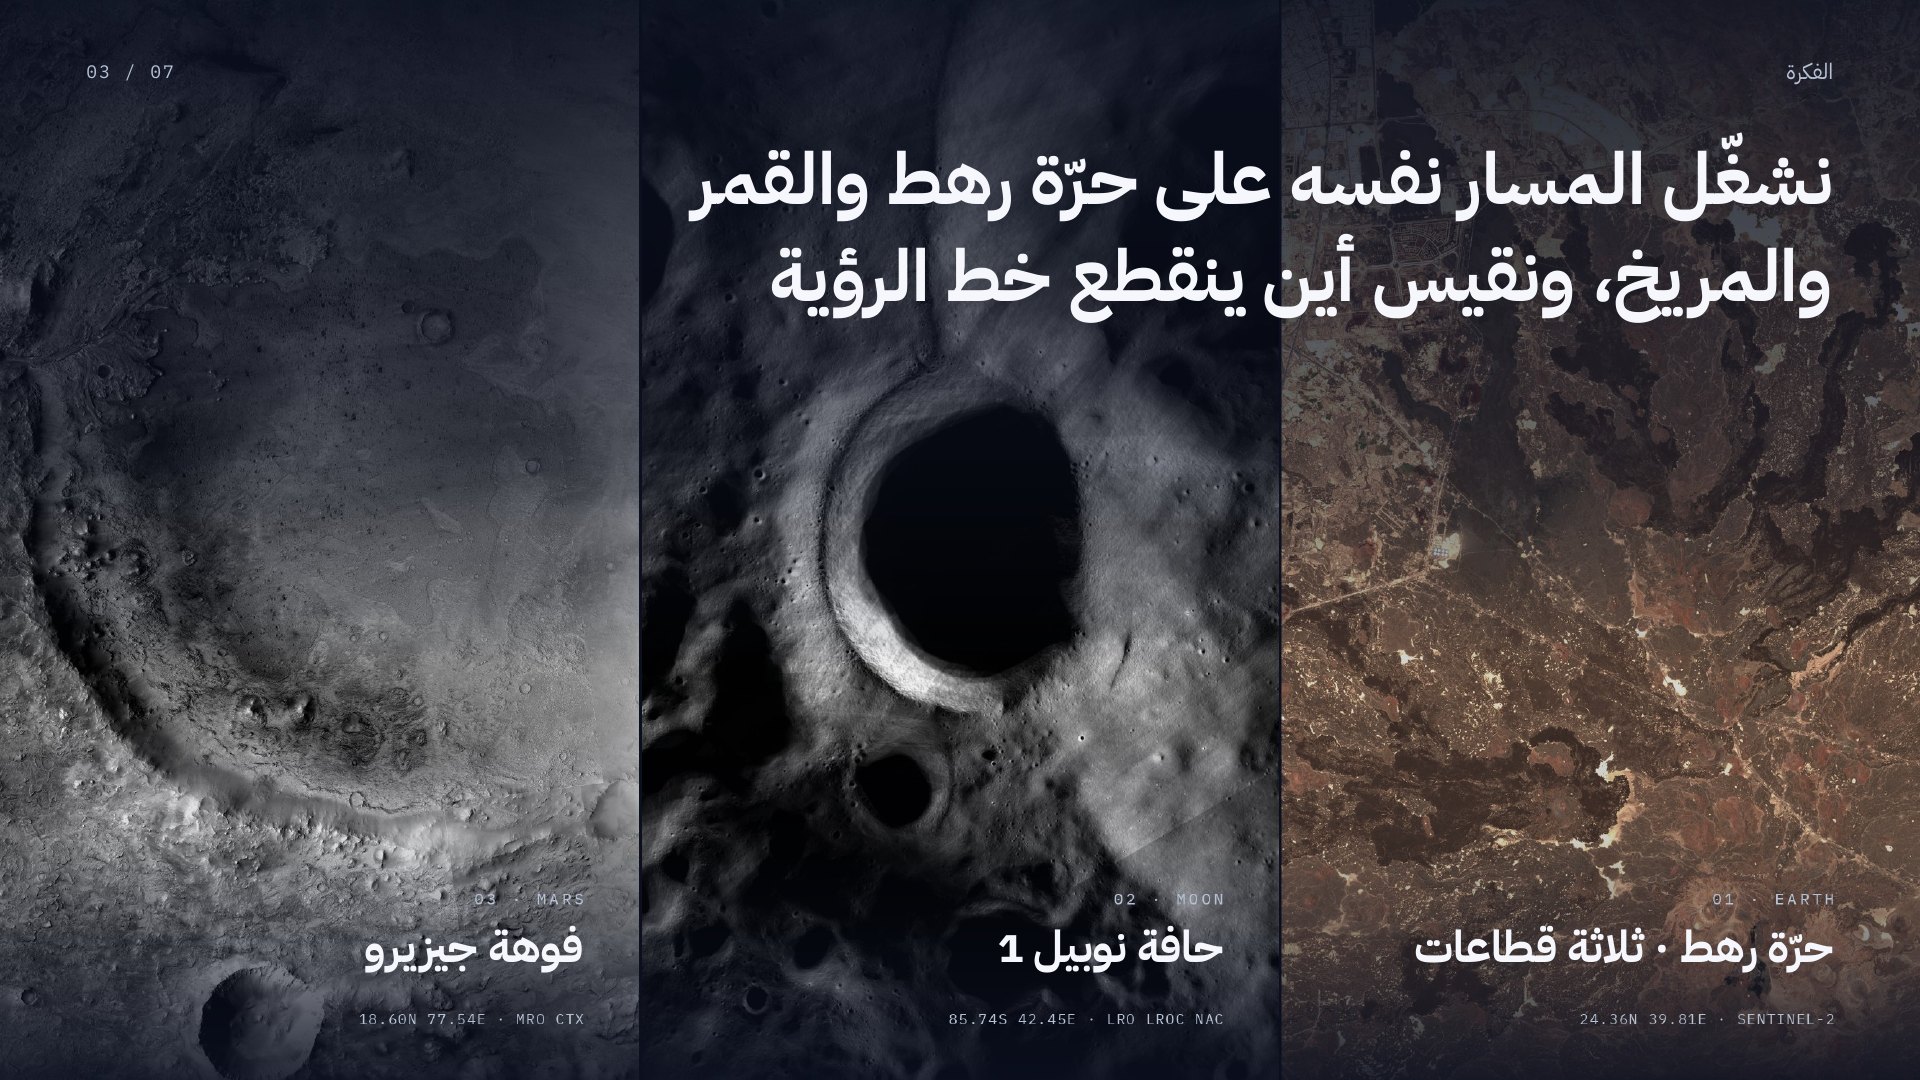 الفكرة
03 / 07
نشغّل المسار نفسه على حرّة رهط والقمر
والمريخ، ونقيس أين ينقطع خط الرؤية
01 · EARTH
حرّة رهط · ثلاثة قطاعات
24.36N 39.81E · SENTINEL-2
02 · MOON
حافة نوبيل 1
85.74S 42.45E · LRO LROC NAC
03 · MARS
فوهة جيزيرو
18.60N 77.54E · MRO CTX